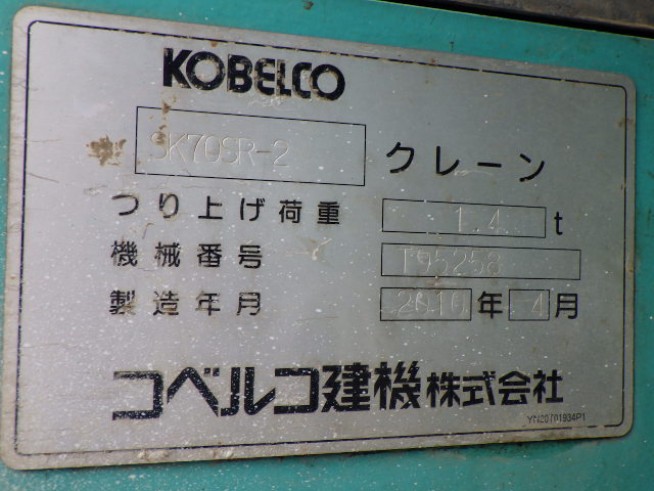 KOBELCO
SK70SR-2 クレーン
つり上げ荷重 1.4 t
機械番号
製造年月 2010 年 4 月
コベルコ建機株式会社
YN20T01934P1